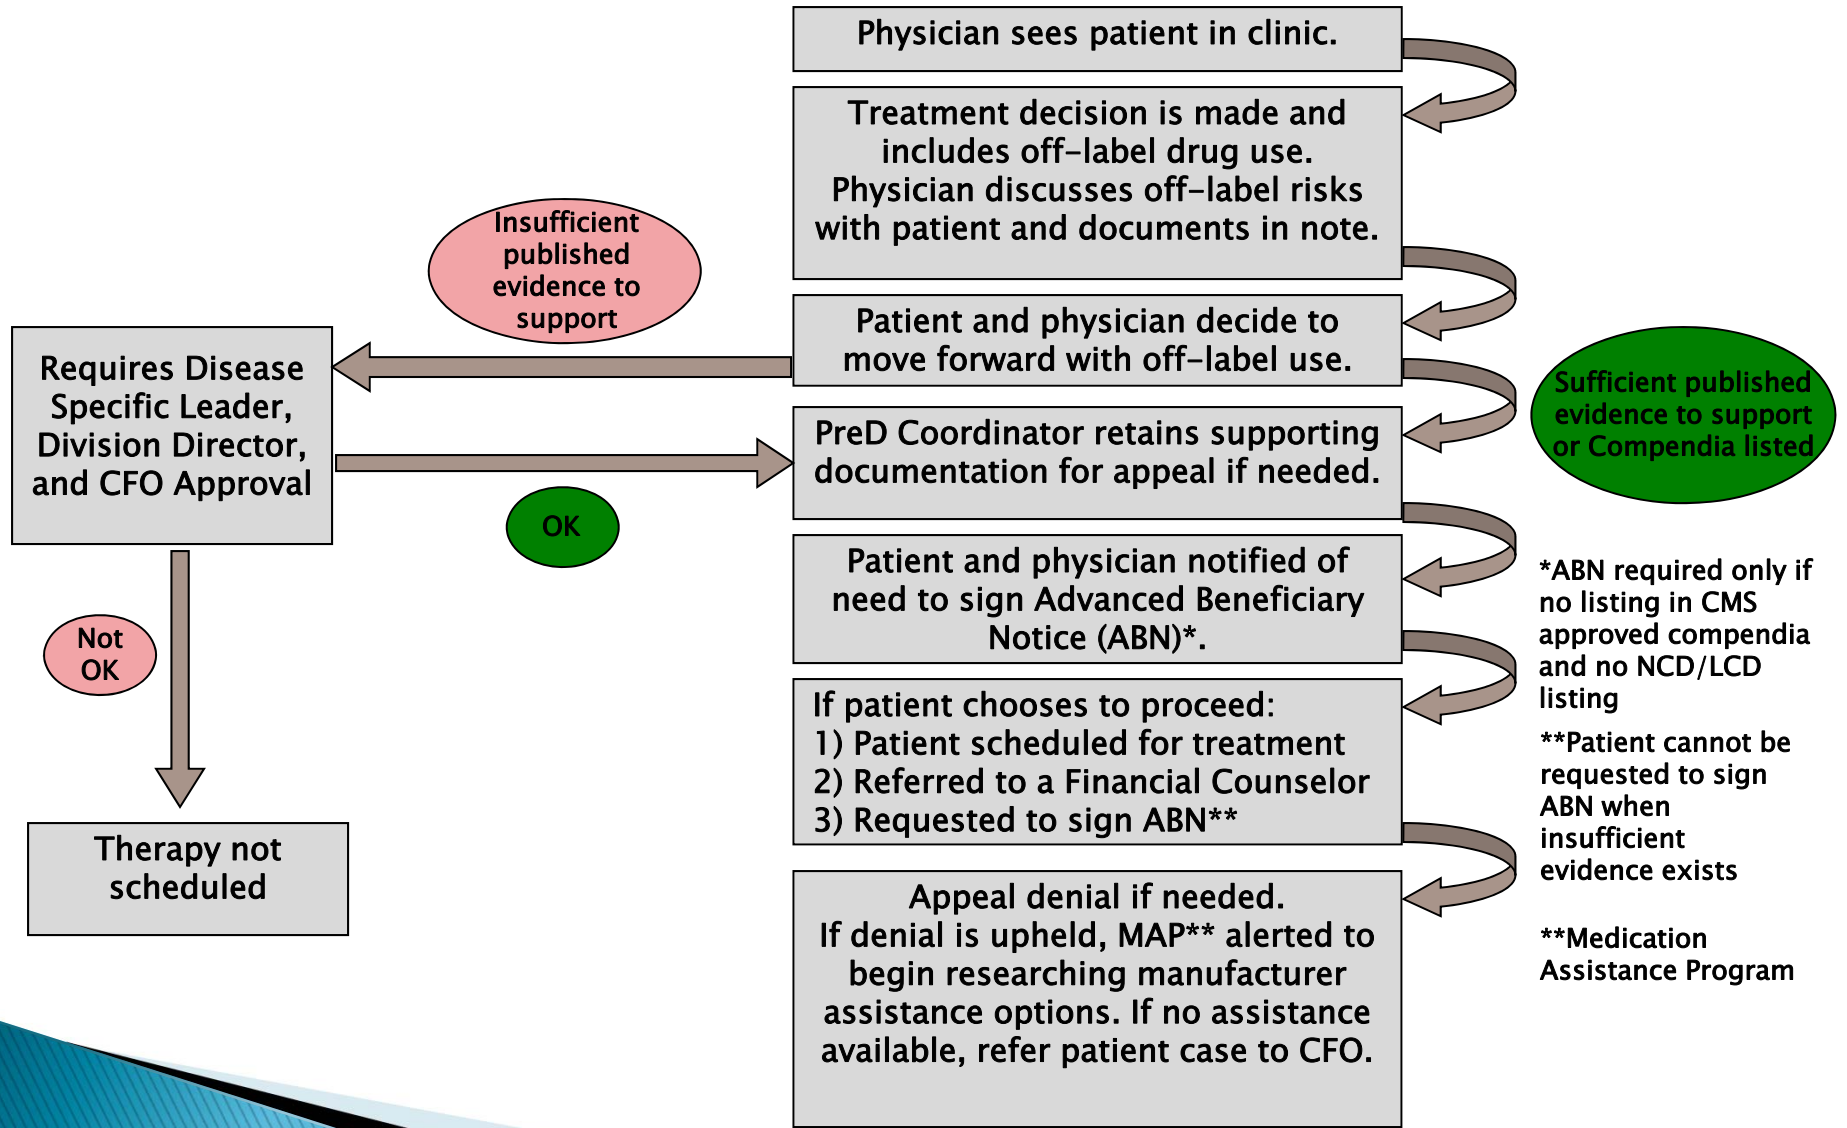 Physician sees patient in clinic.
Treatment decision is made and
includes off-label drug use.
Physician discusses off-label risks
with patient and documents in note.
Insufficient
published
evidence to
support
Patient and physician decide to
move forward with off-label use.
Sufficient published
evidence to support
or Compendia listed
Requires Disease
Specific Leader,
Division Director,
and CFO Approval
PreD Coordinator retains supporting
documentation for appeal if needed.
OK
Patient and physician notified of
need to sign Advanced Beneficiary
Notice (ABN)*.
*ABN required only if
no listing in CMS
approved compendia
and no NCD/LCD
listing
Not
OK
If patient chooses to proceed:
1) Patient scheduled for treatment
2) Referred to a Financial Counselor
3) Requested to sign ABN**
**Patient cannot be
requested to sign
ABN when
insufficient
evidence exists
Therapy not
scheduled
Appeal denial if needed.
If denial is upheld, MAP** alerted to
begin researching manufacturer
assistance options. If no assistance
available, refer patient case to CFO.
**Medication
Assistance Program